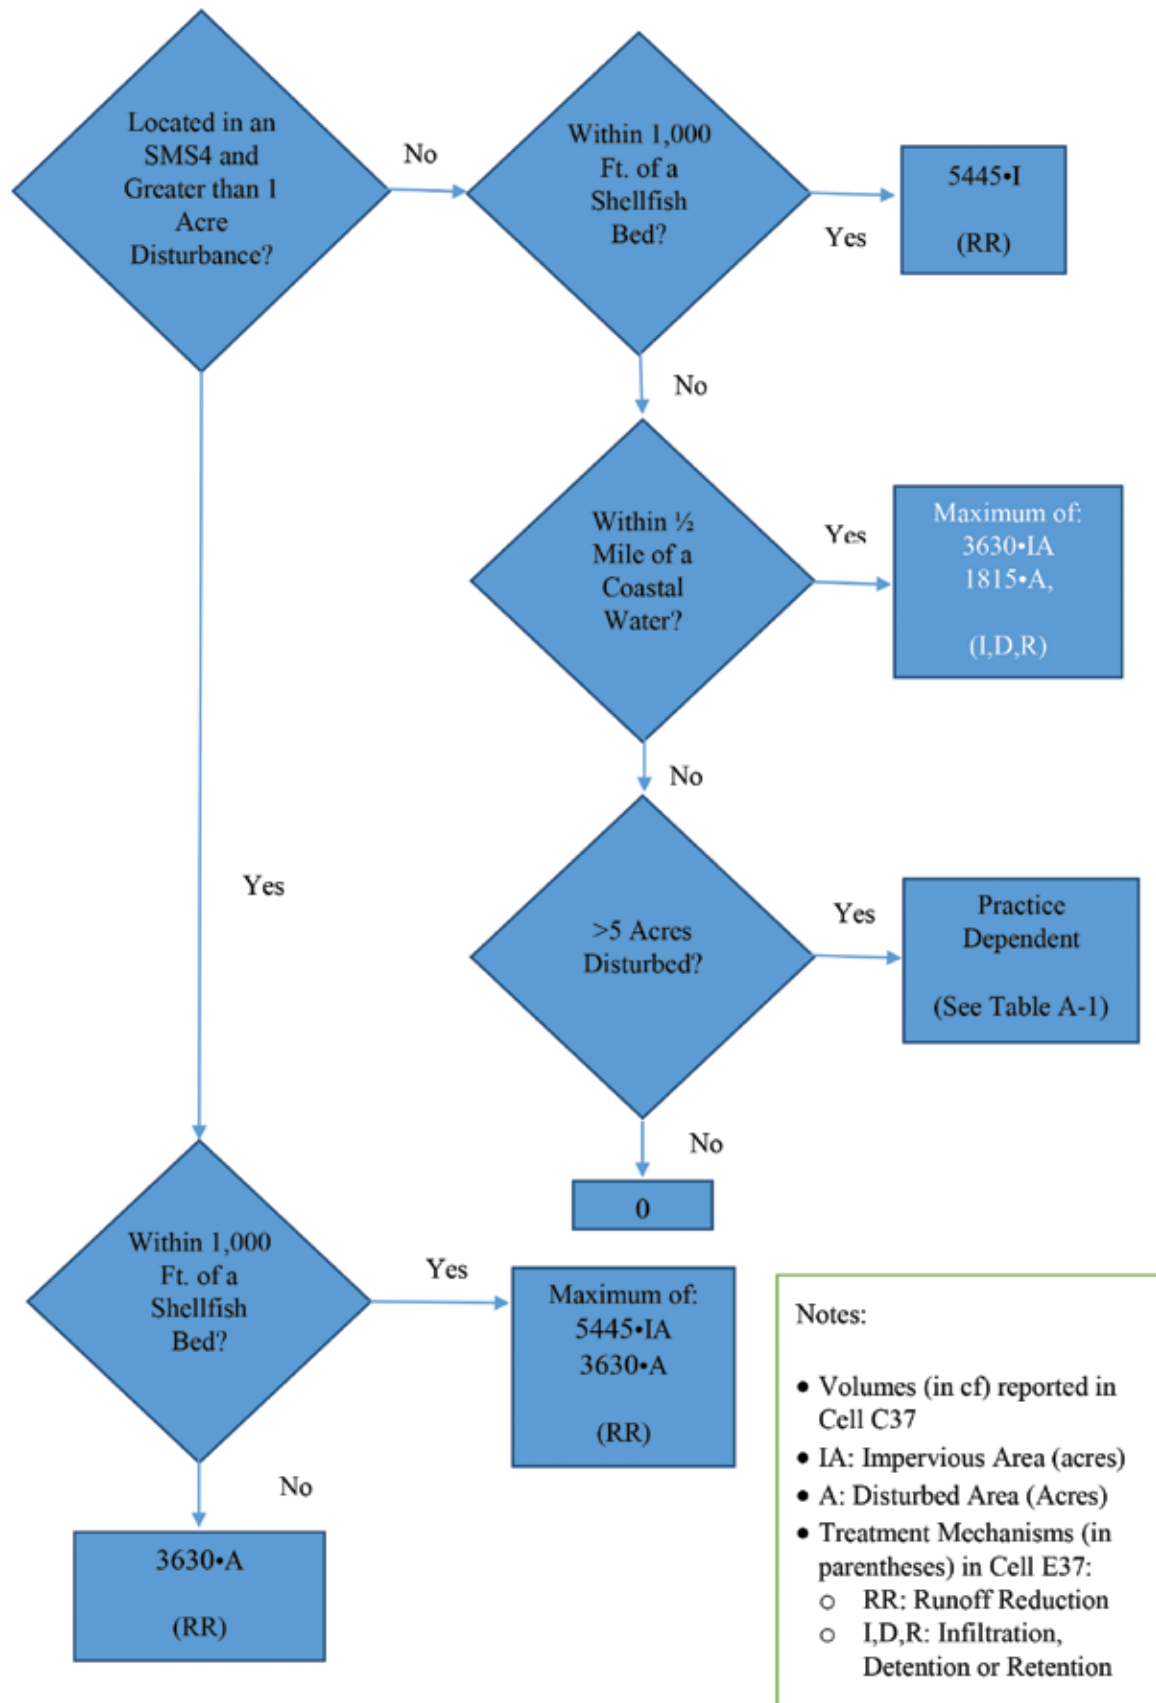 Located in an
SMS4 and
Greater than 1
Acre
Disturbance?
No
Within 1,000
Ft. of a
Shellfish
Bed?
Yes
5445•I
(RR)
No
Within ½
Mile of a
Coastal
Water?
Yes
Maximum of:
3630•IA
1815•A,
(I,D,R)
No
>5 Acres
Disturbed?
Yes
Practice
Dependent
(See Table A-1)
No
0
Yes
Within 1,000
Ft. of a
Shellfish
Bed?
Yes
Maximum of:
5445•IA
3630•A
(RR)
No
3630•A
(RR)
Notes:
● Volumes (in cf) reported in
Cell C37
● IA: Impervious Area (acres)
● A: Disturbed Area (Acres)
● Treatment Mechanisms (in
parentheses) in Cell E37:
○ RR: Runoff Reduction
○ I,D,R: Infiltration,
Detention or Retention